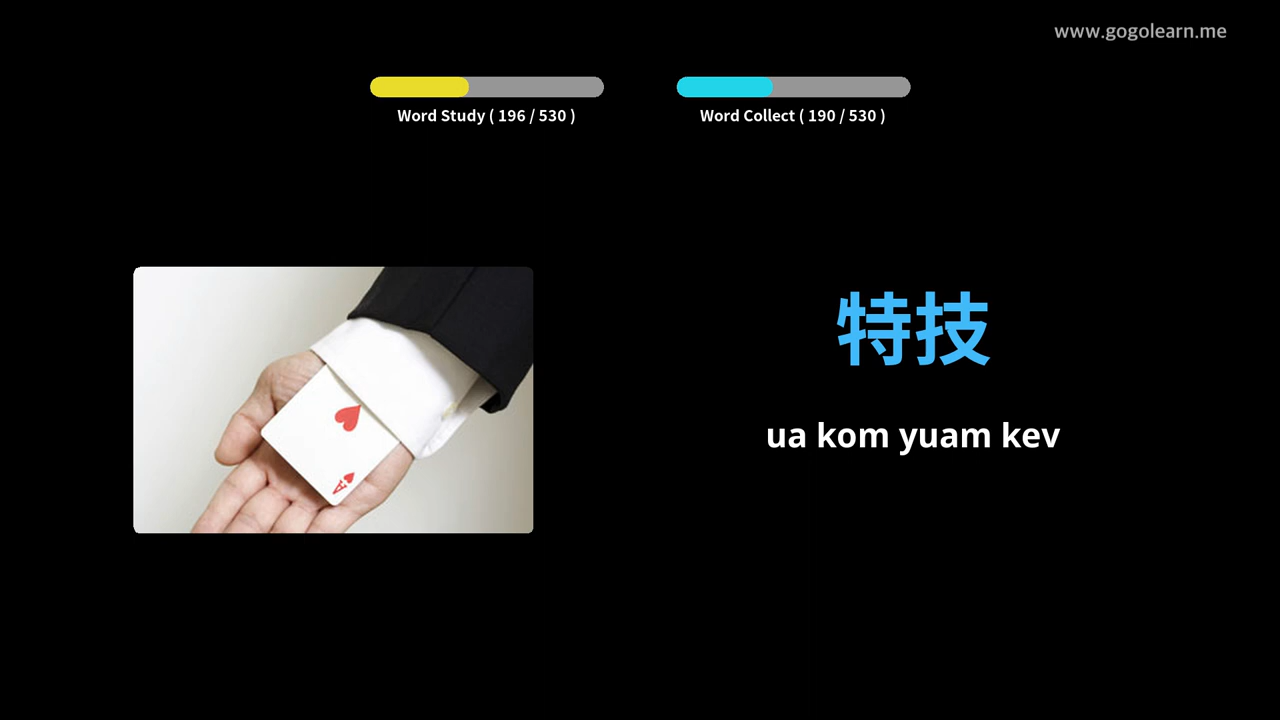 www.gogolearn.me
Word Study ( 196 / 530 )
Word Collect ( 190 / 530 )
特技
ua kom yuam kev
A